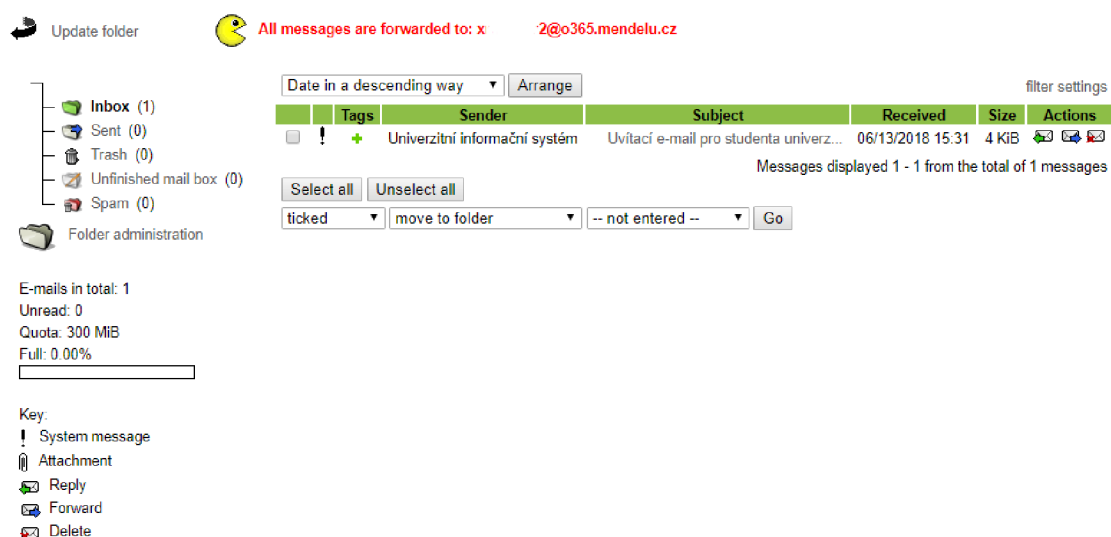 Update folder
All messages are forwarded to: x 2@o365.mendelu.cz
Date in a descending way Arrange
filter settings
Inbox (1)
Sent (0)
Trash (0)
Unfinished mail box (0)
Spam (0)
Folder administration
Tags Sender Subject Received Size Actions
! Univerzitní informační systém Uvítací e-mail pro studenta univerz... 06/13/2018 15:31 4 KiB
Messages displayed 1 - 1 from the total of 1 messages
Select all Unselect all
ticked move to folder -- not entered -- Go
E-mails in total: 1
Unread: 0
Quota: 300 MiB
Full: 0.00%
Key:
! System message
Attachment
Reply
Forward
Delete